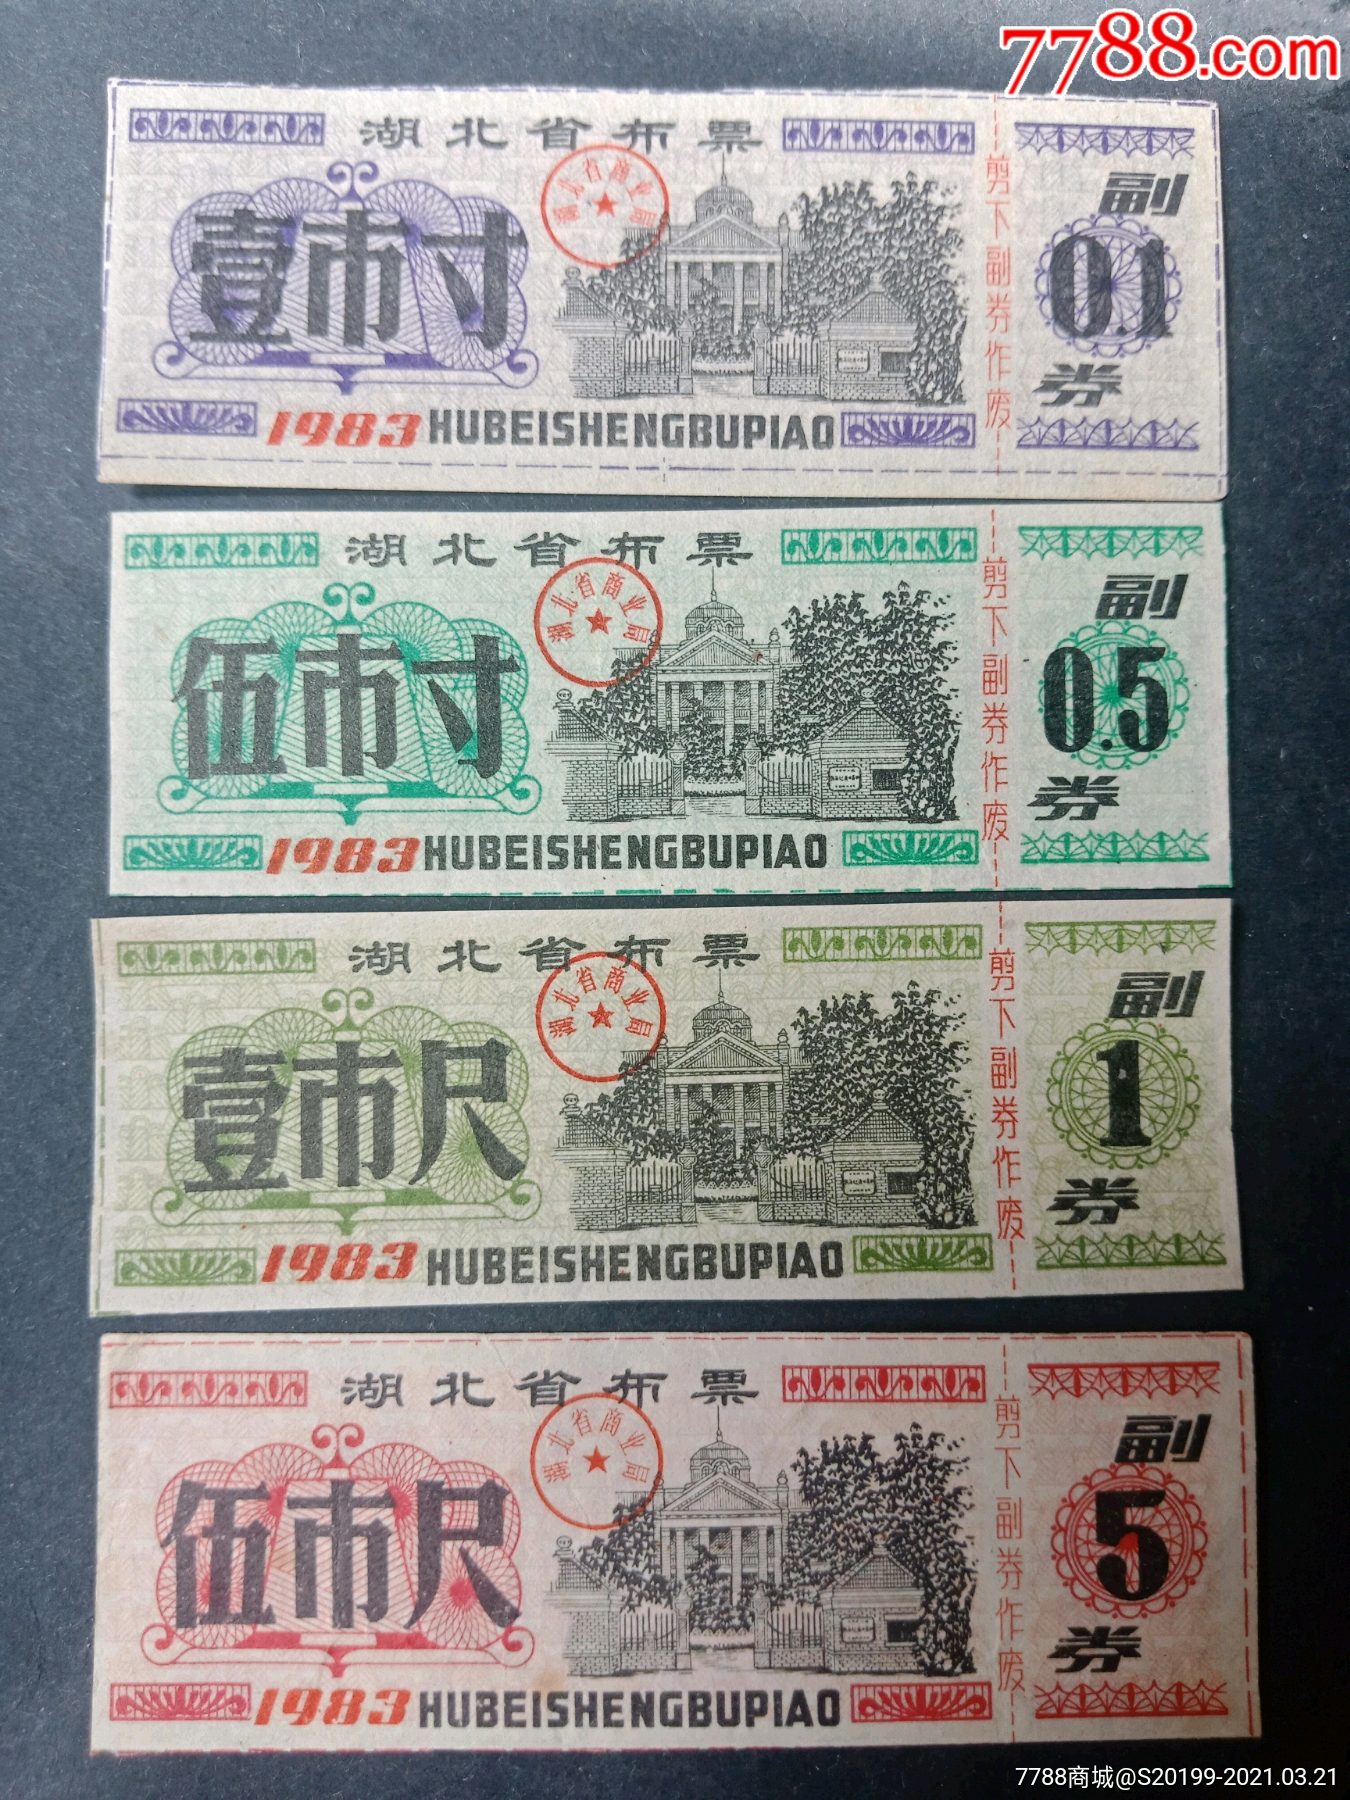 7788.com
湖北省布票
湖北省商业局
壹市寸
1983 HUBEISHENGBUPIAO
剪下副券作废
副
0.1
券
湖北省布票
湖北省商业局
伍市寸
1983 HUBEISHENGBUPIAO
剪下副券作废
副
0.5
券
湖北省布票
湖北省商业局
壹市尺
1983 HUBEISHENGBUPIAO
剪下副券作废
副
1
券
湖北省布票
湖北省商业局
伍市尺
1983 HUBEISHENGBUPIAO
剪下副券作废
副
5
券
7788商城@S20199-2021.03.21